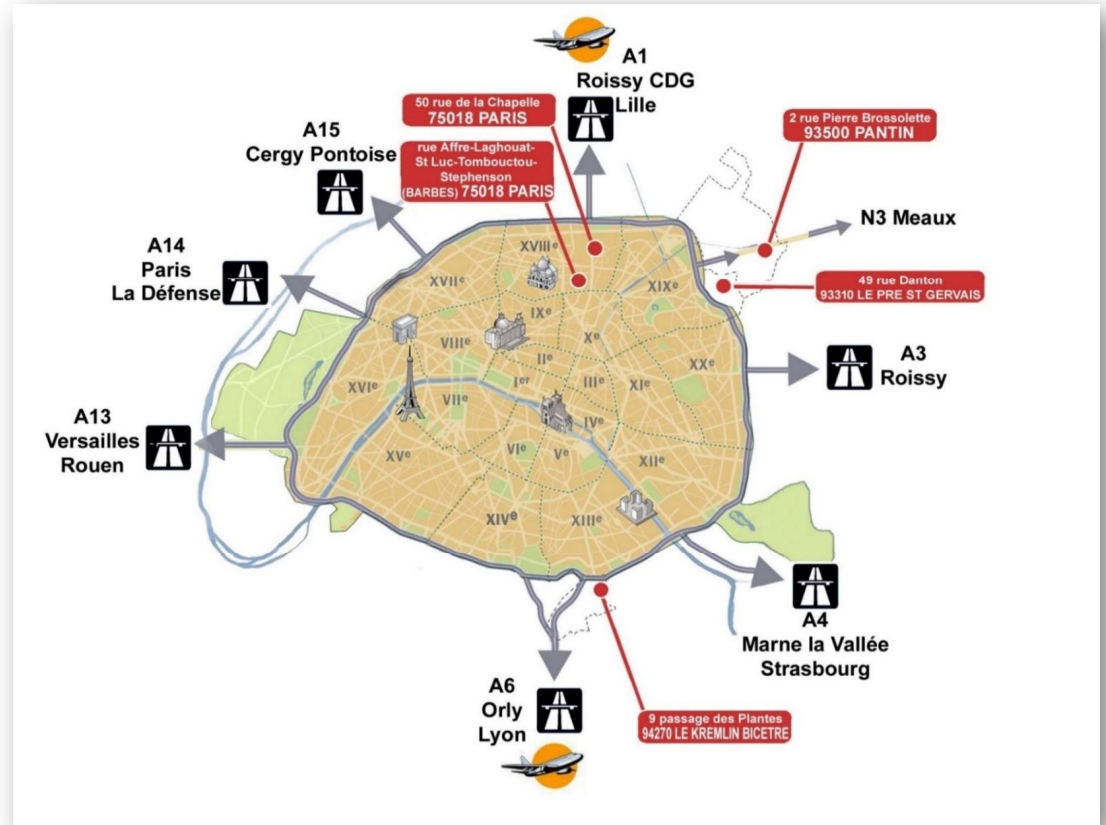 A1
Roissy CDG
Lille
50 rue de la Chapelle
75018 PARIS
2 rue Pierre Brossolette
93500 PANTIN
A15
Cergy Pontoise
rue Affre-Laghouat-
St Luc-Tombouctou-
Stephenson
(BARBES) 75018 PARIS
N3 Meaux
A14
Paris
La Défense
XVIIIe
XVIIe
XIXe
49 rue Danton
93310 LE PRE ST GERVAIS
IXe
Xe
VIIIe
IIe
XXe
A3
Roissy
Ier
IIIe
XIe
XVIe
VIIe
A13
Versailles
Rouen
IVe
XVe
VIe
Ve
XIIe
XIVe
XIIIe
A4
Marne la Vallée
Strasbourg
A6
Orly
Lyon
9 passage des Plantes
94270 LE KREMLIN BICETRE